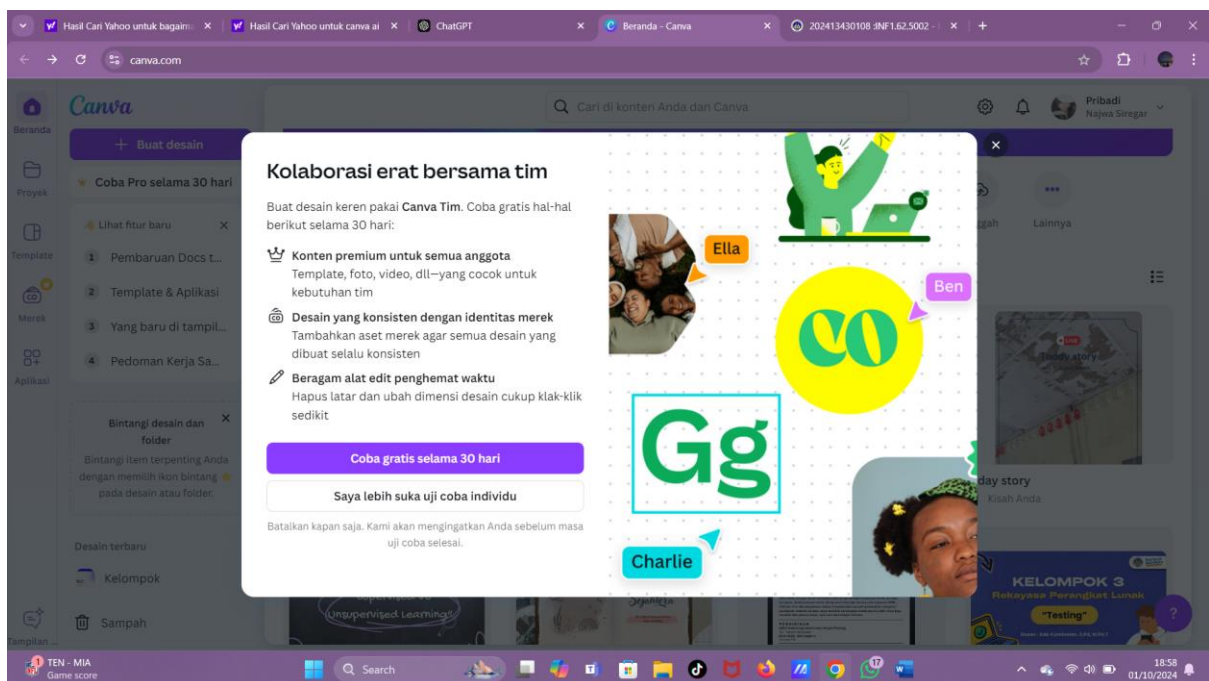 Hasil Cari Yahoo untuk bagaim
Hasil Cari Yahoo untuk canva ai
ChatGPT
Beranda - Canva
202413430108 :INF1.62.5002 -
canva.com
Canva
Cari di konten Anda dan Canva
Pribadi
Najwa Siregar
Beranda
+ Buat desain
Proyek
Coba Pro selama 30 hari
Lihat fitur baru
Template
1 Pembaruan Docs t...
2 Template & Aplikasi
Merek
3 Yang baru di tampil...
4 Pedoman Kerja Sa...
Aplikasi
Bintangi desain dan
folder
Bintangi item terpenting Anda
dengan memilih ikon bintang
pada desain atau folder.
Desain terbaru
Kelompok
Sampah
Tampilan ...
Kolaborasi erat bersama tim
Buat desain keren pakai Canva Tim. Coba gratis hal-hal
berikut selama 30 hari:
Konten premium untuk semua anggota
Template, foto, video, dll—yang cocok untuk
kebutuhan tim
Desain yang konsisten dengan identitas merek
Tambahkan aset merek agar semua desain yang
dibuat selalu konsisten
Beragam alat edit penghemat waktu
Hapus latar dan ubah dimensi desain cukup klak-klik
sedikit
Coba gratis selama 30 hari
Saya lebih suka uji coba individu
Batalkan kapan saja. Kami akan mengingatkan Anda sebelum masa
uji coba selesai.
Ella
Ben
CO
Gg
Charlie
ggah
Lainnya
Live
Today story
day story
Kisah Anda
Unsupervised Learnings
KELOMPOK 3
Rekayasa Perangkat Lunak
"Testing"
?
TEN - MIA
Game score
Search
17
18:58
01/10/2024